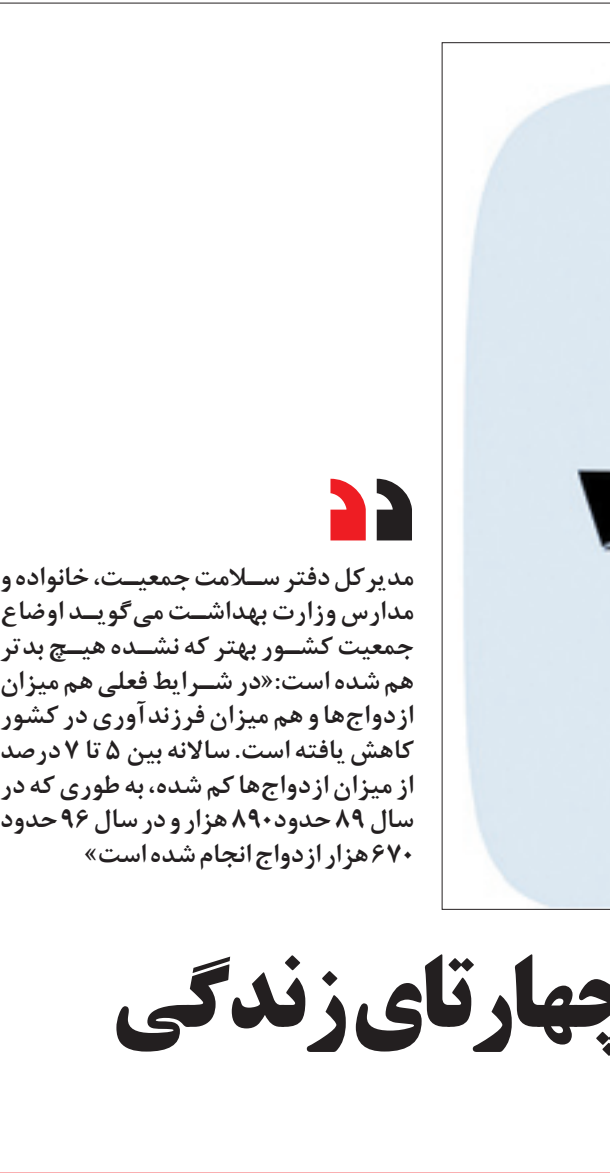 مدیرکل دفتر سلامت جمعیت، خانواده و
مدارس وزارت بهداشت می‌گوید اوضاع
جمعیت کشور بهتر که نشده هیچ بدتر
هم شده است:«در شرایط فعلی هم میزان
ازدواج‌ها و هم میزان فرزندآوری در کشور
کاهش یافته است. سالانه بین ۵ تا ۷ درصد
از میزان ازدواج‌ها کم شده، به طوری که در
سال ۸۹ حدود۸۹۰ هزار و در سال ۹۶ حدود
۶۷۰ هزار ازدواج انجام شده است»
چهارتای زندگی